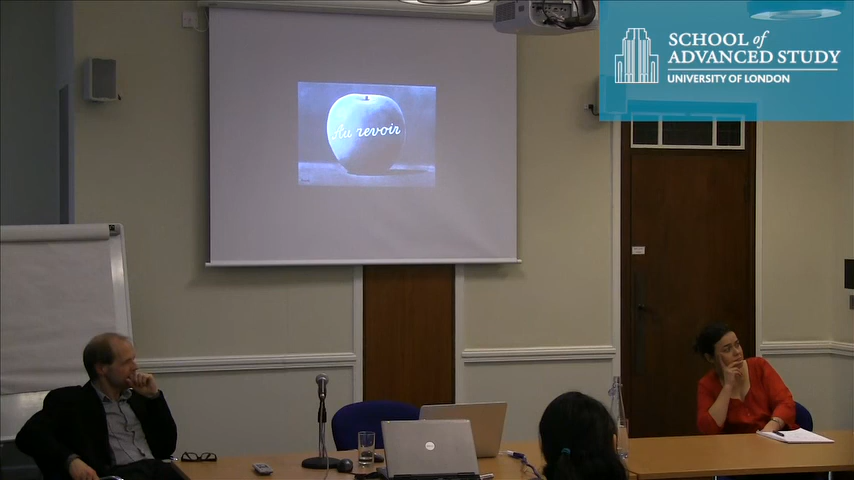 SCHOOL of
ADVANCED STUDY
UNIVERSITY OF LONDON
Au revoir